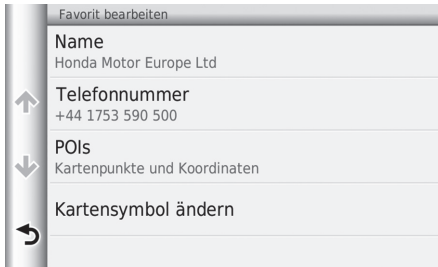 Favorit bearbeiten
Name
Honda Motor Europe Ltd
Telefonnummer
+44 1753 590 500
POIs
Kartenpunkte und Koordinaten
Kartensymbol ändern